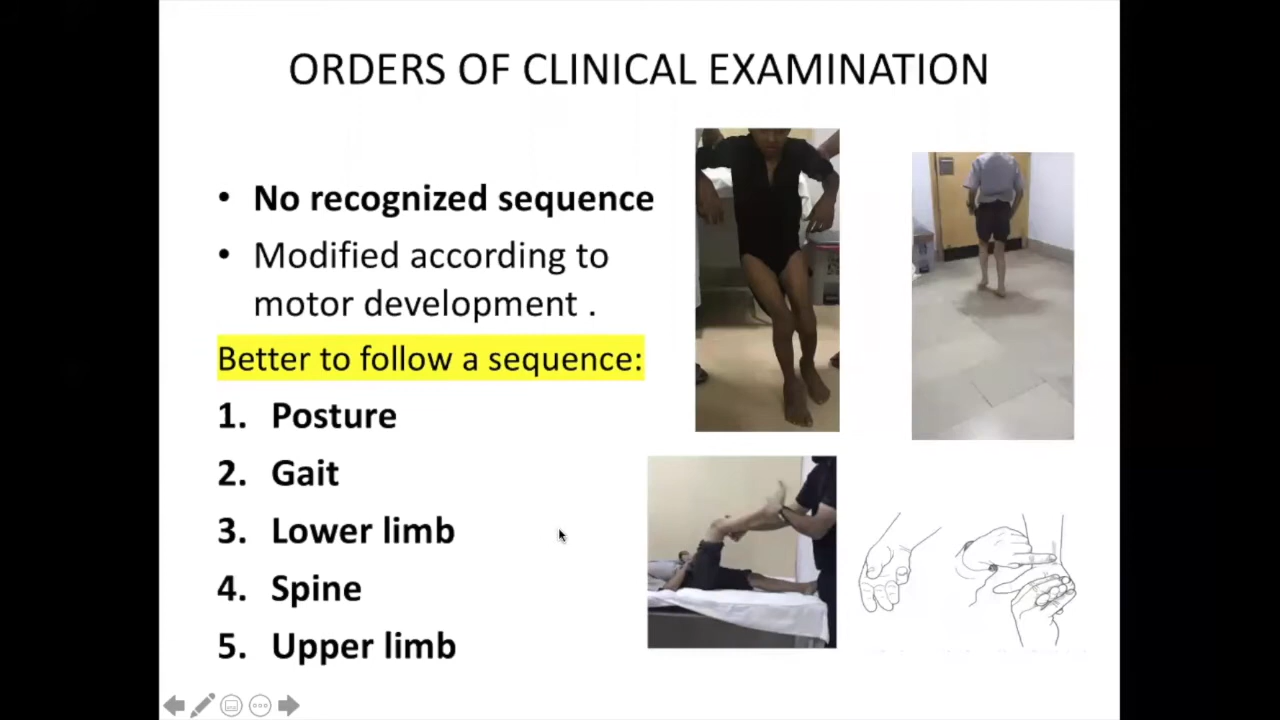 ORDERS OF CLINICAL EXAMINATION
• No recognized sequence
• Modified according to
motor development .
Better to follow a sequence:
1. Posture
2. Gait
3. Lower limb
4. Spine
5. Upper limb